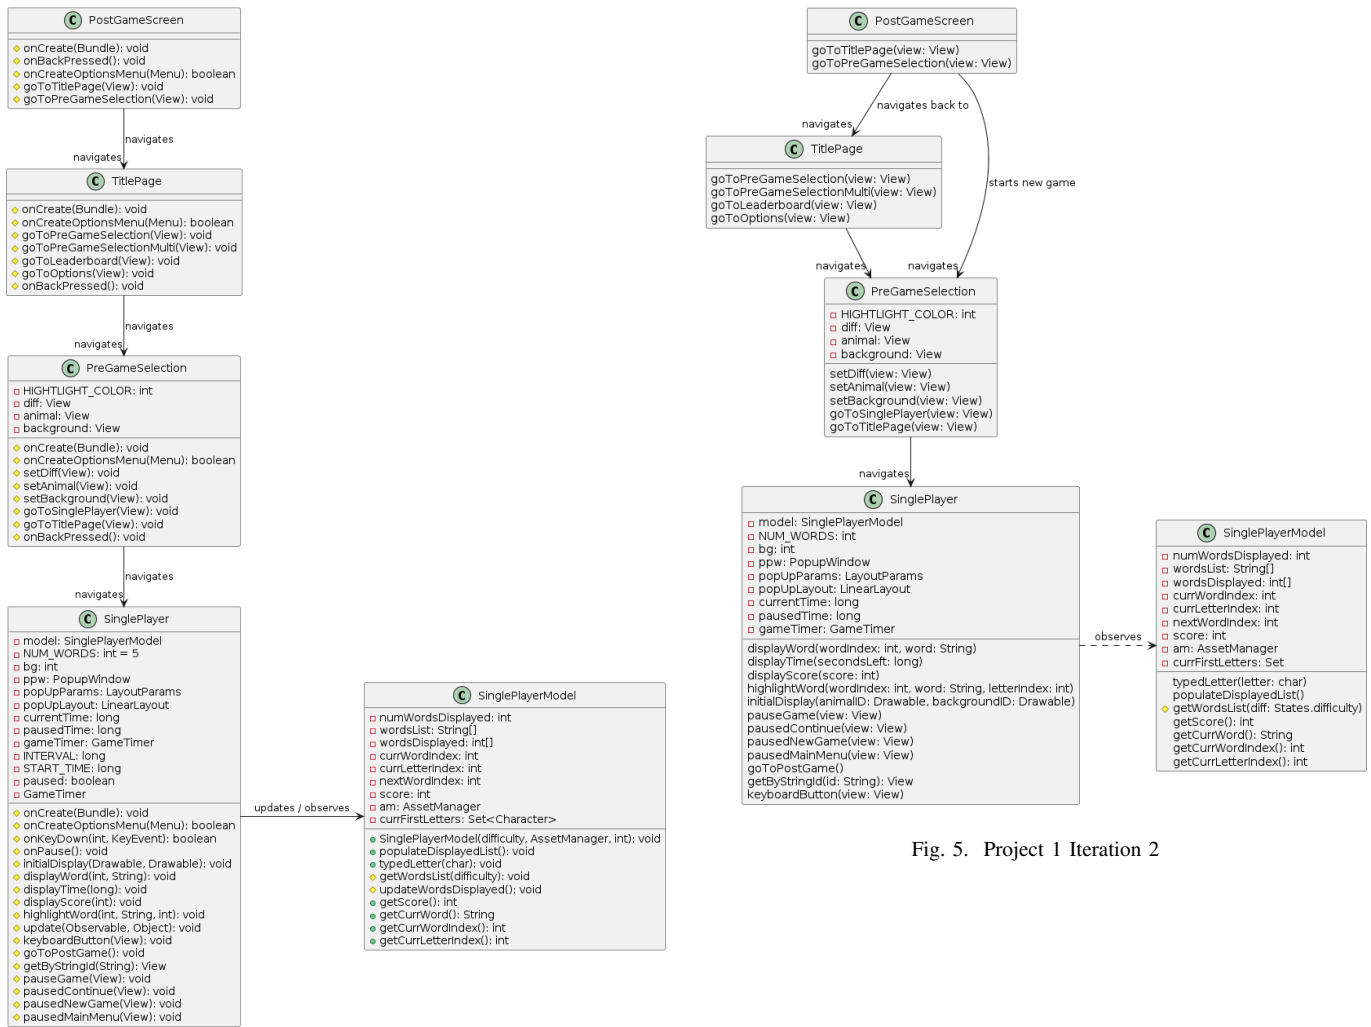 C PostGameScreen
onCreate(Bundle): void
onBackPressed(): void
onCreateOptionsMenu(Menu): boolean
goToTitlePage(View): void
goToPreGameSelection(View): void
navigates
navigates
C TitlePage
onCreate(Bundle): void
onCreateOptionsMenu(Menu): boolean
goToPreGameSelection(View): void
goToPreGameSelectionMulti(View): void
goToLeaderboard(View): void
goToOptions(View): void
onBackPressed(): void
navigates
navigates
C PreGameSelection
HIGHTLIGHT_COLOR: int
diff: View
animal: View
background: View
onCreate(Bundle): void
onCreateOptionsMenu(Menu): boolean
setDiff(View): void
setAnimal(View): void
setBackground(View): void
goToSinglePlayer(View): void
goToTitlePage(View): void
onBackPressed(): void
navigates
navigates
C SinglePlayer
model: SinglePlayerModel
NUM_WORDS: int = 5
bg: int
ppw: PopupWindow
popUpParams: LayoutParams
popUpLayout: LinearLayout
currentTime: long
pausedTime: long
gameTimer: GameTimer
INTERVAL: long
START_TIME: long
paused: boolean
GameTimer
onCreate(Bundle): void
onCreateOptionsMenu(Menu): boolean
onKeyDown(int, KeyEvent): boolean
onPause(): void
initialDisplay(Drawable, Drawable): void
displayWord(int, String): void
displayTime(long): void
displayScore(int): void
highlightWord(int, String, int): void
update(Observable, Object): void
keyboardButton(View): void
goToPostGame(): void
getByStringId(String): View
pauseGame(View): void
pausedContinue(View): void
pausedNewGame(View): void
pausedMainMenu(View): void
updates / observes
C SinglePlayerModel
numWordsDisplayed: int
wordsList: String[]
wordsDisplayed: int[]
currWordIndex: int
currLetterIndex: int
nextWordIndex: int
score: int
am: AssetManager
currFirstLetters: Set<Character>
SinglePlayerModel(difficulty, AssetManager, int): void
populateDisplayedList(): void
typedLetter(char): void
getWordsList(difficulty): void
updateWordsDisplayed(): void
getScore(): int
getCurrWord(): String
getCurrWordIndex(): int
getCurrLetterIndex(): int
C PostGameScreen
goToTitlePage(view: View)
goToPreGameSelection(view: View)
navigates back to
navigates
starts new game
C TitlePage
goToPreGameSelection(view: View)
goToPreGameSelectionMulti(view: View)
goToLeaderboard(view: View)
goToOptions(view: View)
navigates
navigates
C PreGameSelection
HIGHTLIGHT_COLOR: int
diff: View
animal: View
background: View
setDiff(view: View)
setAnimal(view: View)
setBackground(view: View)
goToSinglePlayer(view: View)
goToTitlePage(view: View)
navigates
C SinglePlayer
model: SinglePlayerModel
NUM_WORDS: int
bg: int
ppw: PopupWindow
popUpParams: LayoutParams
popUpLayout: LinearLayout
currentTime: long
pausedTime: long
gameTimer: GameTimer
displayWord(wordIndex: int, word: String)
displayTime(secondsLeft: long)
displayScore(score: int)
highlightWord(wordIndex: int, word: String, letterIndex: int)
initialDisplay(animalID: Drawable, backgroundID: Drawable)
pauseGame(view: View)
pausedContinue(view: View)
pausedNewGame(view: View)
pausedMainMenu(view: View)
goToPostGame()
getByStringId(id: String): View
keyboardButton(view: View)
observes
C SinglePlayerModel
numWordsDisplayed: int
wordsList: String[]
wordsDisplayed: int[]
currWordIndex: int
currLetterIndex: int
nextWordIndex: int
score: int
am: AssetManager
currFirstLetters: Set
typedLetter(letter: char)
populateDisplayedList()
getWordsList(diff: States.difficulty)
getScore(): int
getCurrWord(): String
getCurrWordIndex(): int
getCurrLetterIndex(): int
Fig. 5. Project 1 Iteration 2